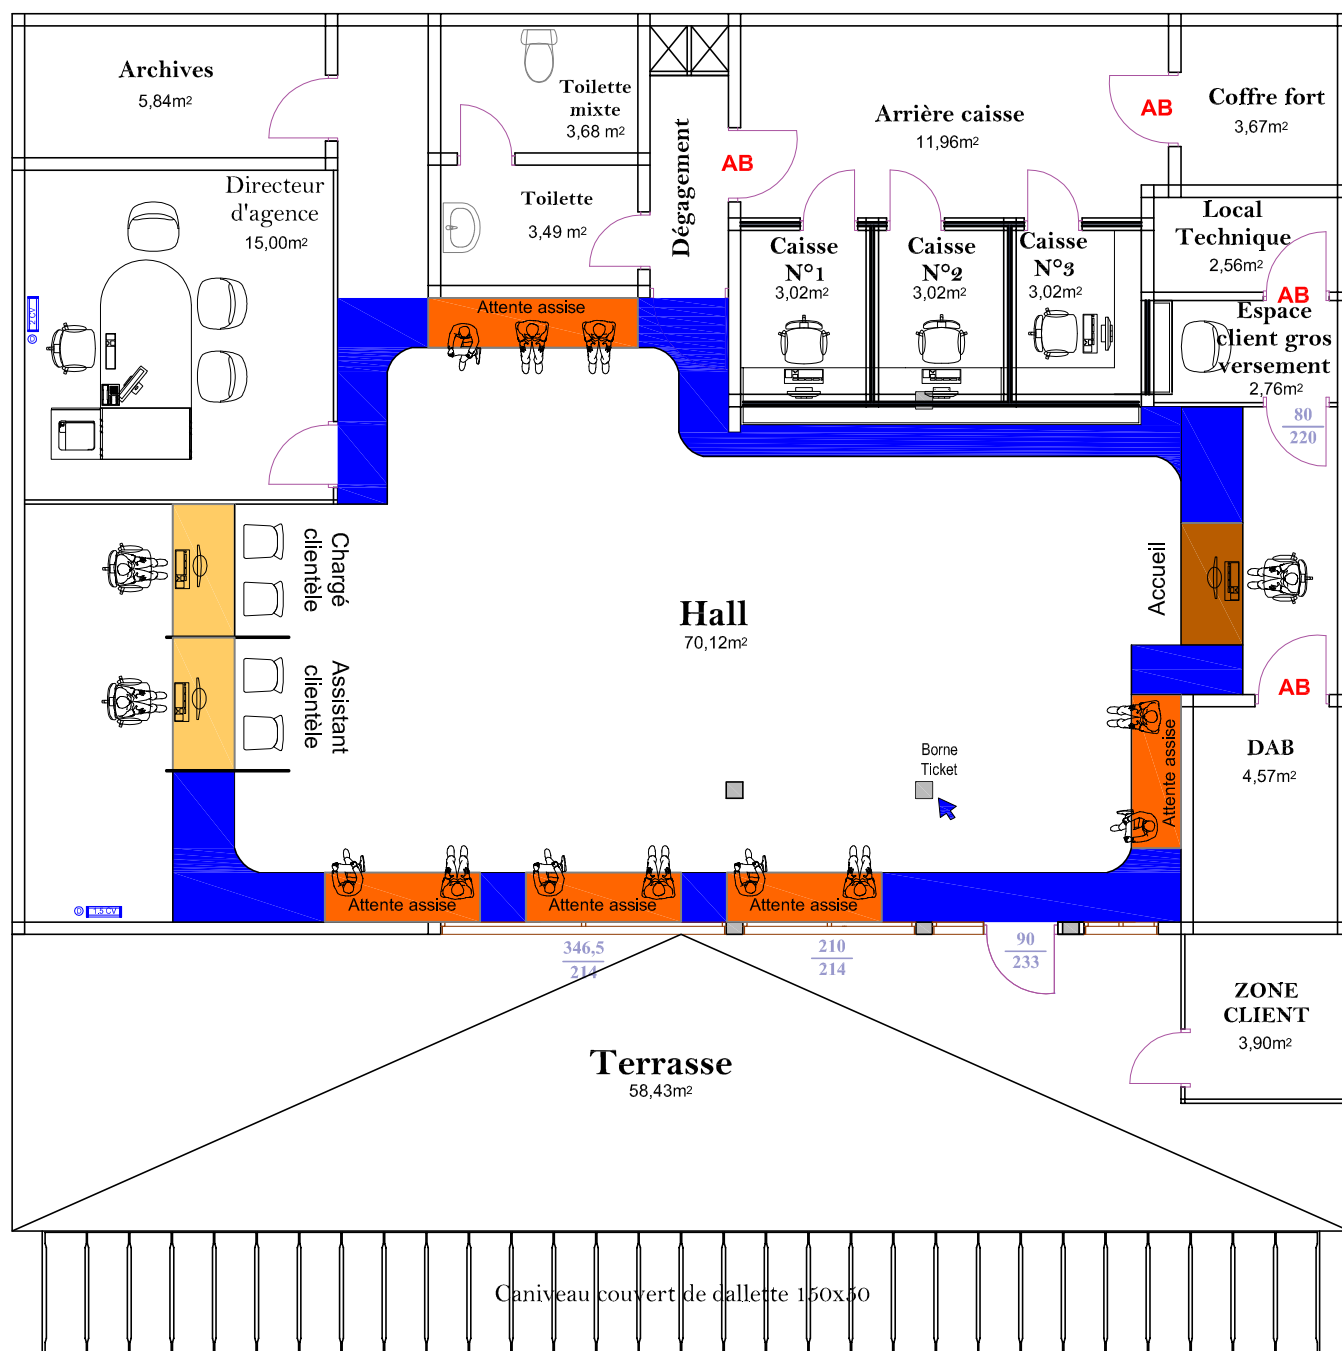 Archives
5,84m²
Toilette
mixte
3,68 m²
Dégagement
Arrière caisse
11,96m²
AB
AB
Coffre fort
3,67m²
Directeur
d'agence
15,00m²
Toilette
3,49 m²
Caisse
N°1
3,02m²
Caisse
N°2
3,02m²
Caisse
N°3
3,02m²
Local
Technique
2,56m²
AB
Espace
client gros
versement
2,76m²
80
220
2 CV
Attente assise
Chargé
clientèle
Assistant
clientèle
Hall
70,12m²
Accueil
AB
DAB
4,57m²
Borne
Ticket
Attente assise
Attente assise
Attente assise
Attente assise
1.5 CV
346,5
214
210
214
90
233
ZONE
CLIENT
3,90m²
Terrasse
58,43m²
Caniveau couvert de dallette 150x50